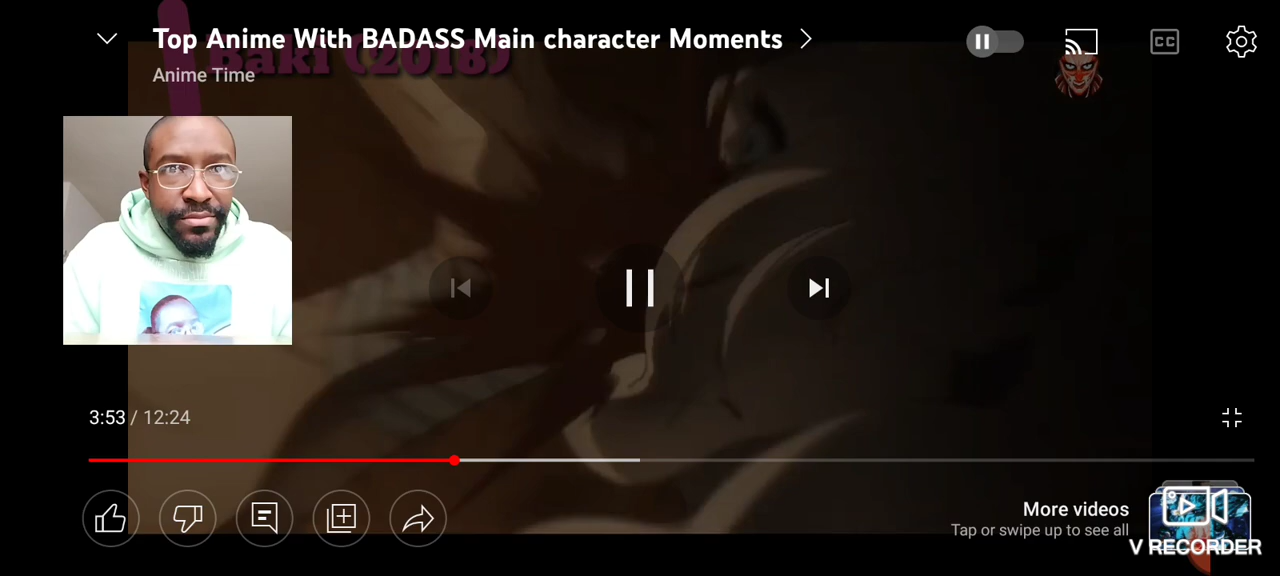 Top Anime With BADASS Main character Moments
Baki (2018)
Anime Time
CC
3:53 / 12:24
More videos
Tap or swipe up to see all
V RECORDER